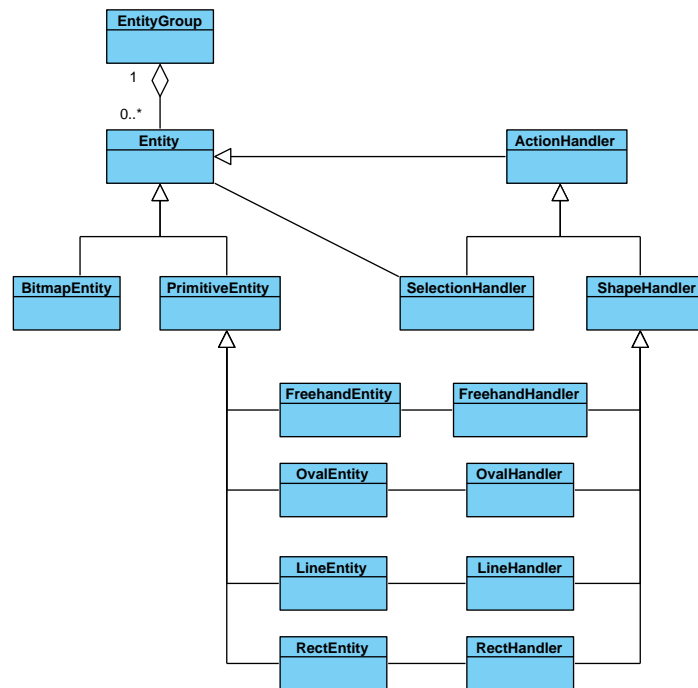 EntityGroup
1
0..*
Entity
ActionHandler
BitmapEntity
PrimitiveEntity
SelectionHandler
ShapeHandler
FreehandEntity
FreehandHandler
OvalEntity
OvalHandler
LineEntity
LineHandler
RectEntity
RectHandler